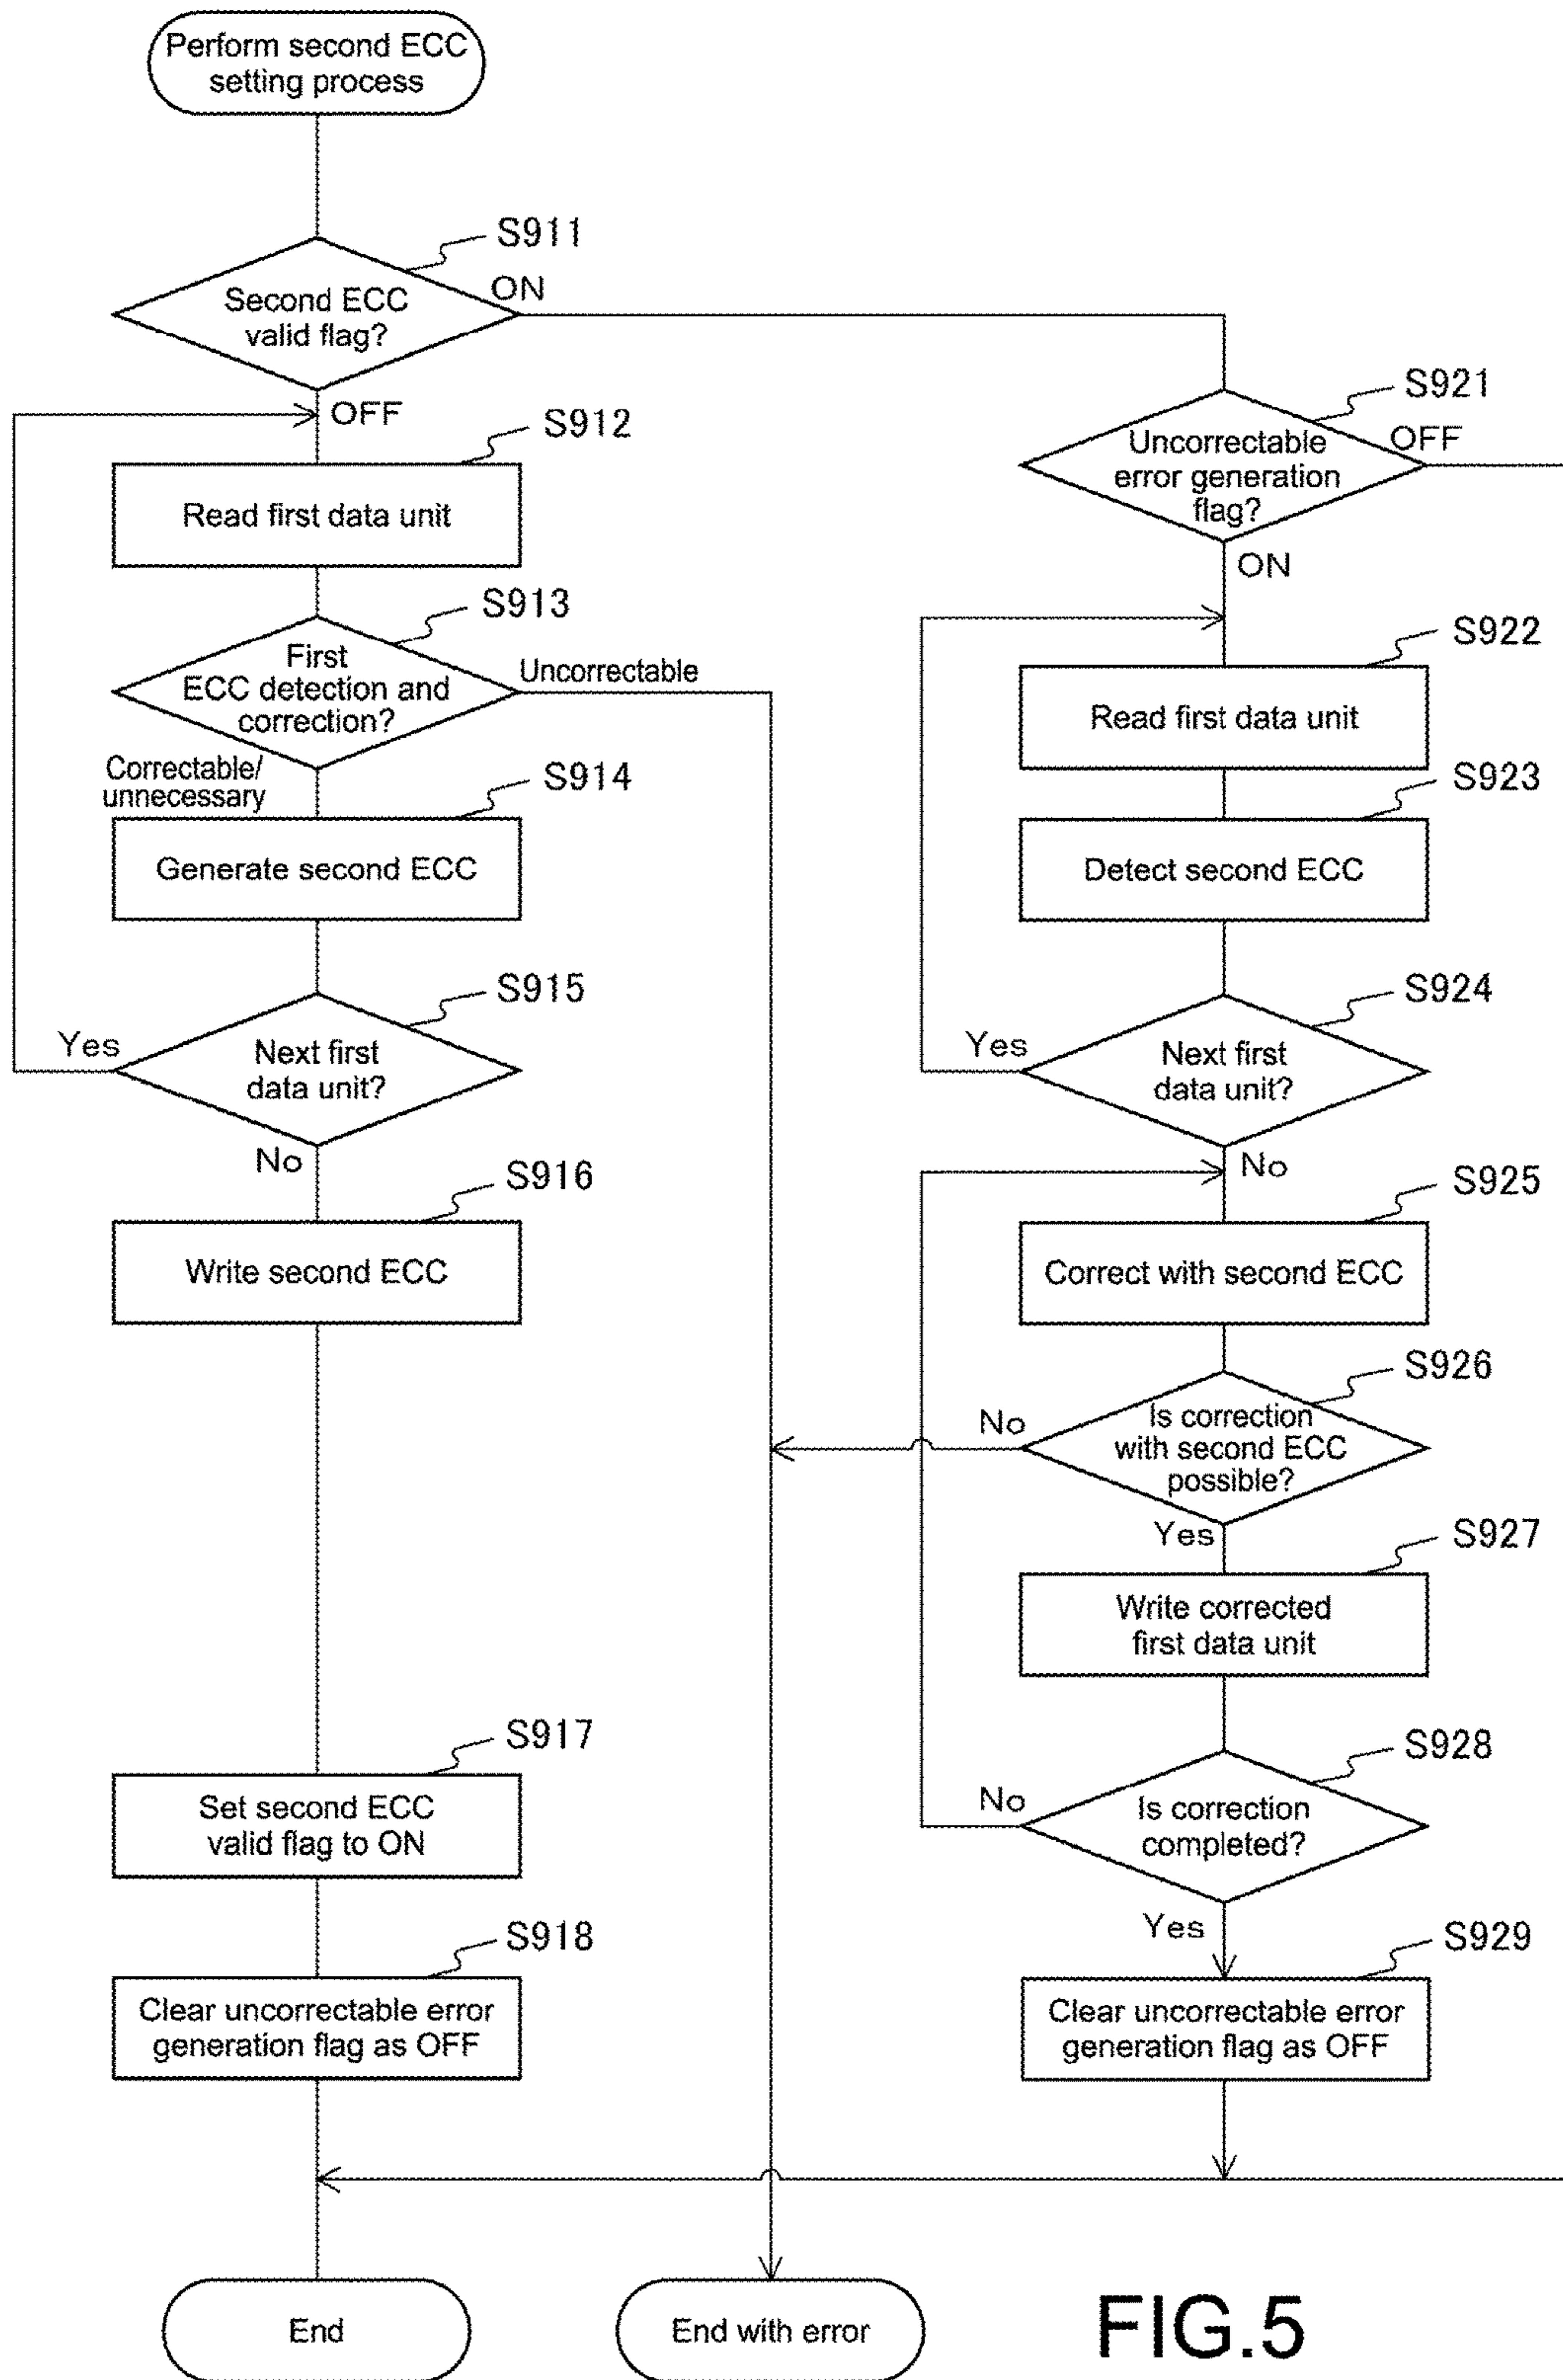 Perform second ECC
setting process
S911
Second ECC
valid flag?
ON
OFF
S912
Read first data unit
S913
First
ECC detection and
correction?
Uncorrectable
Correctable/
unnecessary
S914
Generate second ECC
S915
Next first
data unit?
Yes
No
S916
Write second ECC
S917
Set second ECC
valid flag to ON
S918
Clear uncorrectable error
generation flag as OFF
End
End with error
S921
Uncorrectable
error generation
flag?
OFF
ON
S922
Read first data unit
S923
Detect second ECC
S924
Next first
data unit?
Yes
No
S925
Correct with second ECC
S926
Is correction
with second ECC
possible?
No
Yes
S927
Write corrected
first data unit
S928
Is correction
completed?
No
Yes
S929
Clear uncorrectable error
generation flag as OFF
FIG.5